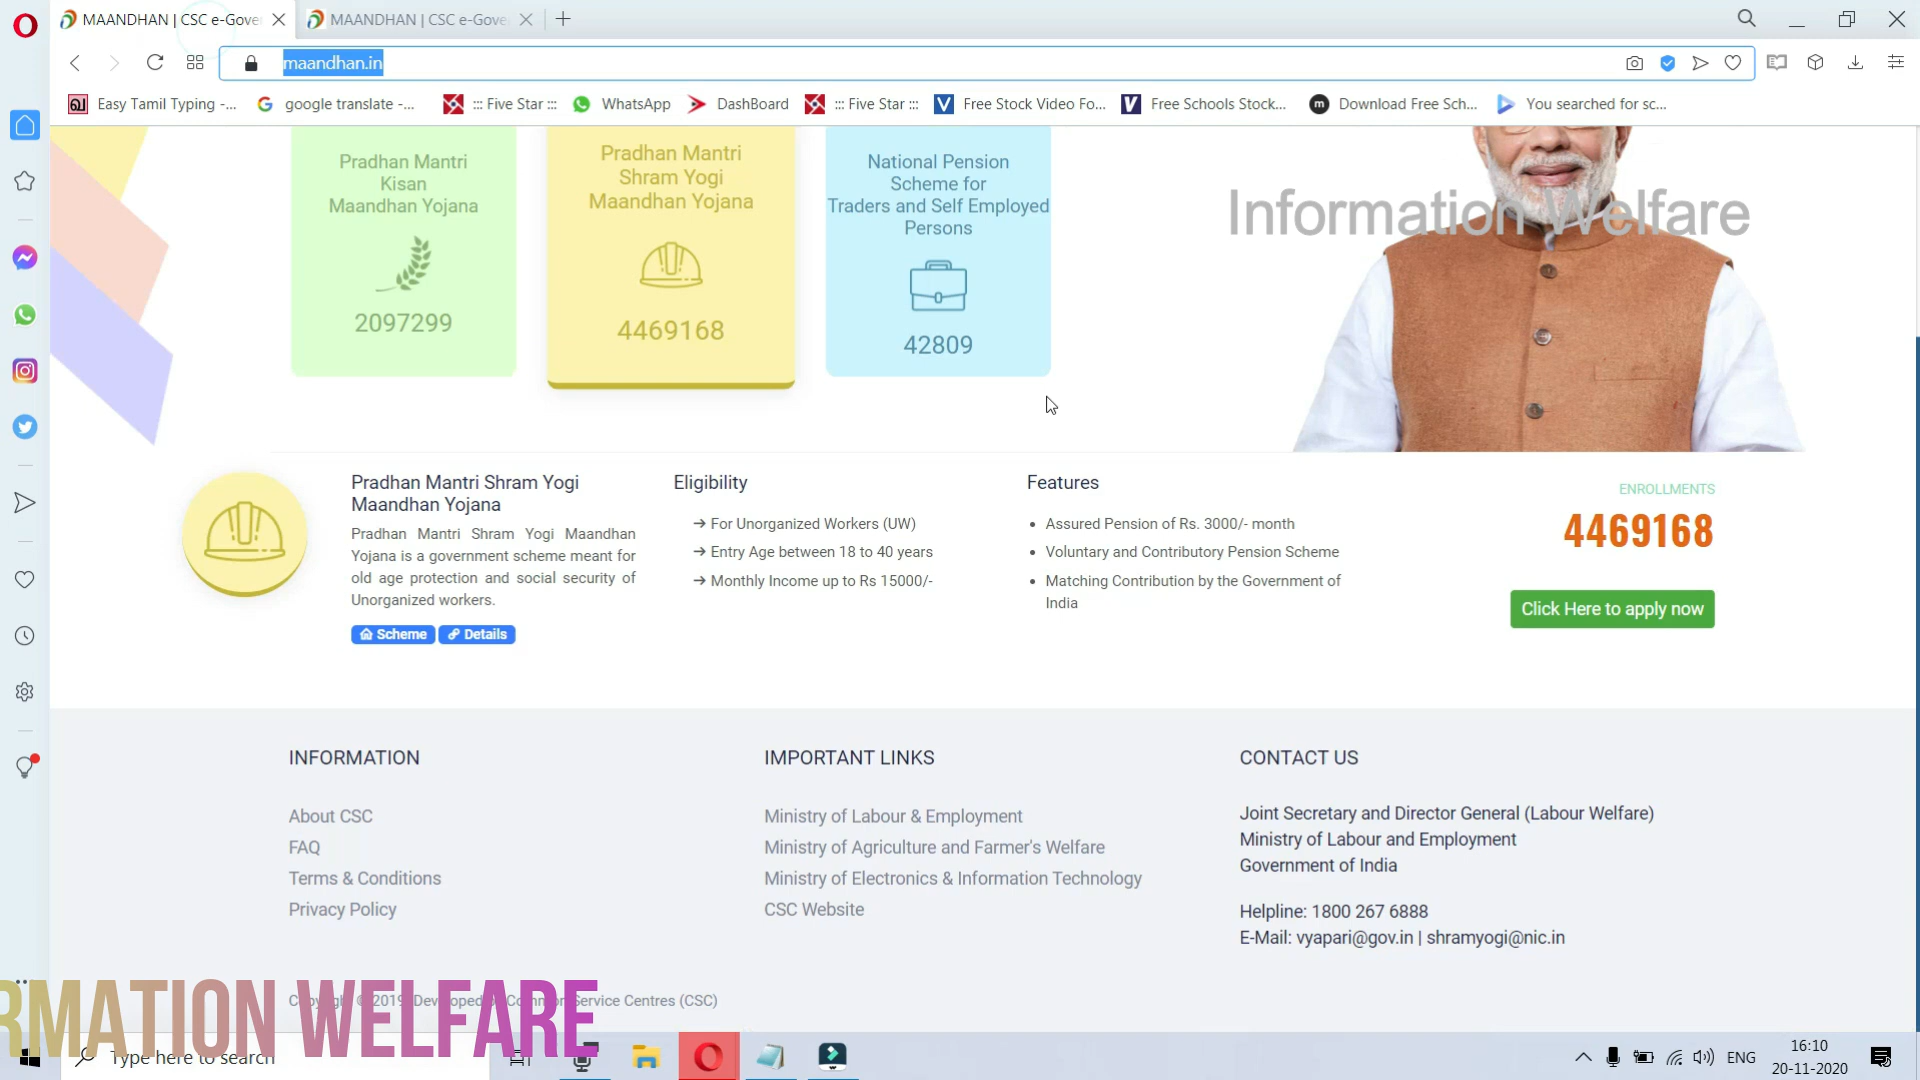 MAANDHAN | CSC e-Gove
MAANDHAN | CSC e-Gove
maandhan.in
Easy Tamil Typing -...
google translate -...
::: Five Star :::
WhatsApp
DashBoard
::: Five Star :::
Free Stock Video Fo...
Free Schools Stock...
Download Free Sch...
You searched for sc...
Pradhan Mantri
Kisan
Maandhan Yojana
2097299
Pradhan Mantri
Shram Yogi
Maandhan Yojana
4469168
National Pension
Scheme for
Traders and Self Employed
Persons
42809
Information Welfare
Pradhan Mantri Shram Yogi
Maandhan Yojana
Pradhan Mantri Shram Yogi Maandhan
Yojana is a government scheme meant for
old age protection and social security of
Unorganized workers.
Scheme
Details
Eligibility
→ For Unorganized Workers (UW)
→ Entry Age between 18 to 40 years
→ Monthly Income up to Rs 15000/-
Features
• Assured Pension of Rs. 3000/- month
• Voluntary and Contributory Pension Scheme
• Matching Contribution by the Government of
India
ENROLLMENTS
4469168
Click Here to apply now
INFORMATION
About CSC
FAQ
Terms & Conditions
Privacy Policy
IMPORTANT LINKS
Ministry of Labour & Employment
Ministry of Agriculture and Farmer's Welfare
Ministry of Electronics & Information Technology
CSC Website
CONTACT US
Joint Secretary and Director General (Labour Welfare)
Ministry of Labour and Employment
Government of India
Helpline: 1800 267 6888
E-Mail: vyapari@gov.in | shramyogi@nic.in
Copyright © 2019 Developed by Common Service Centres (CSC)
RMATION WELFARE
Type here to search
ENG
16:10
20-11-2020